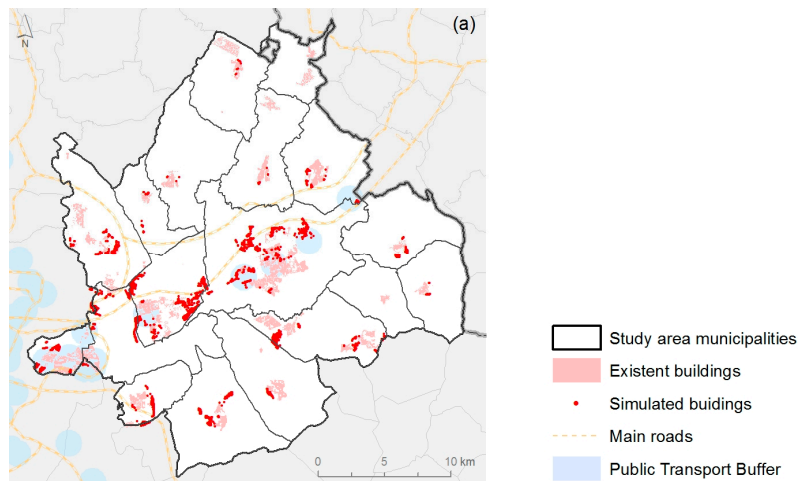 (a)
N
Study area municipalities
Existent buildings
Simulated buidings
Main roads
Public Transport Buffer
0 5 10 km